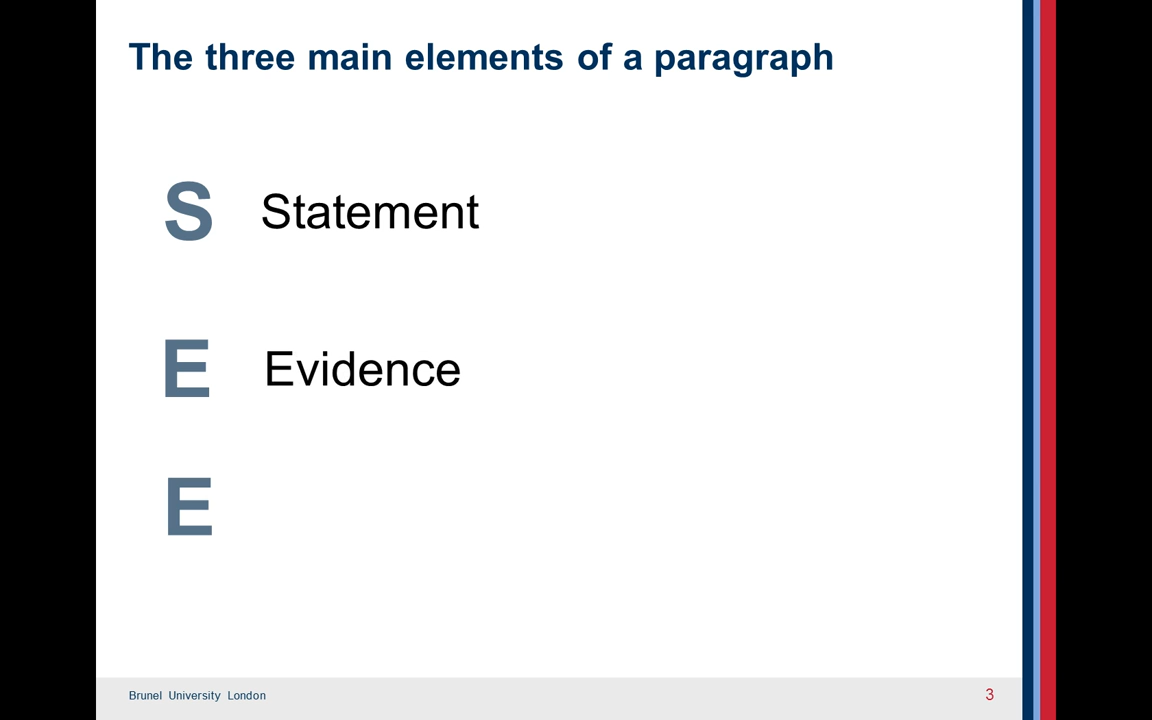 The three main elements of a paragraph
S Statement
E Evidence
E
Brunel University London
3